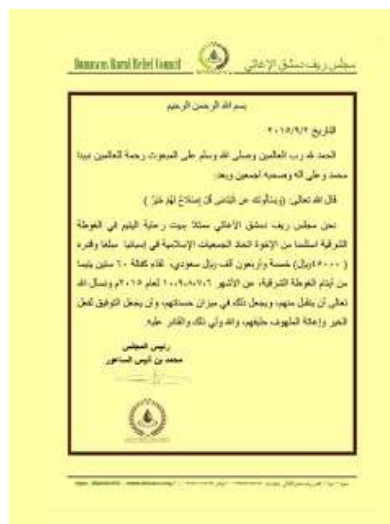 Damascus Rural Relief Council
مجلس ريف دمشق الإغاثي
بسم الله الرحمن الرحيم
التاريخ ٢٠١٥/٩/٢
الحمد لله رب العالمين وصلى الله وسلم على المبعوث رحمة للعالمين سيدنا
محمد وعلى آله وصحبه أجمعين وبعد:
قال الله تعالى: (ويسألونك عن اليتامى قل إصلاح لهم خير )
نحن مجلس ريف دمشق الأغاثي ممثلا ببيت رعاية اليتيم في الغوطة
الشرقية استلمنا من الإخوة اتحاد الجمعيات الإسلامية في إسبانيا مبلغا وقدره
( ٤٥٠٠٠ريال) خمسة وأربعون ألف ريال سعودي، لقاء كفالة ٦٠ ستين يتيما
من أيتام الغوطة الشرقية، عن الأشهر ١٠،٩،٨،٧،٦ لعام ٢٠١٥م ونسأل الله
تعالى أن يتقبل منهم، ويجعل ذلك في ميزان حسناتهم، وأن يجعل التوفيق لفعل
الخير وإغاثة الملهوف حليفهم، والله ولي ذلك والقادر عليه.
رئيس المجلس
محمد بن أنيس الساعور